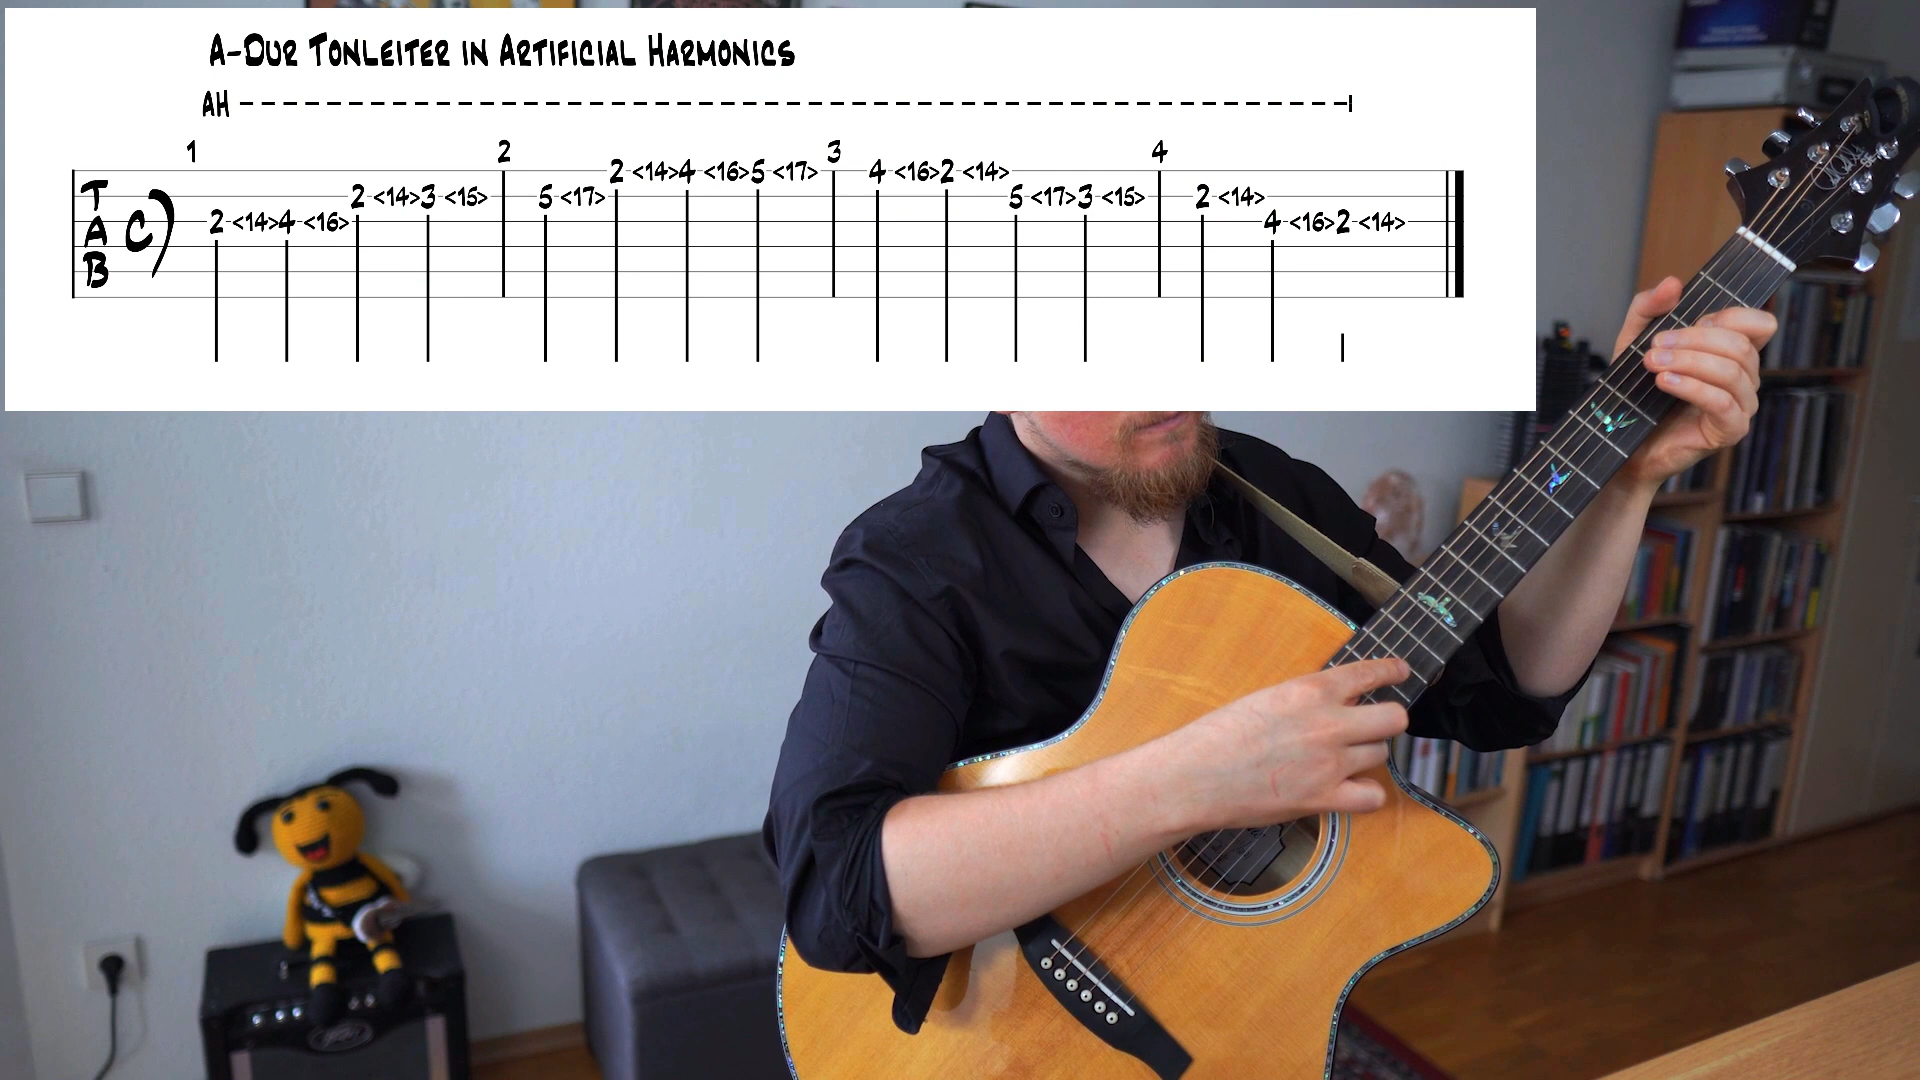 A-Dur Tonleiter in Artificial Harmonics
AH
1 2 3 4
2 <14> 4 <16> 5 <17> 4 <16> 2 <14>
T 2 <14> 3 <15> 5 <17> 5 <17> 3 <15> 2 <14>
A C 2 <14> 4 <16> 4 <16> 2 <14>
B